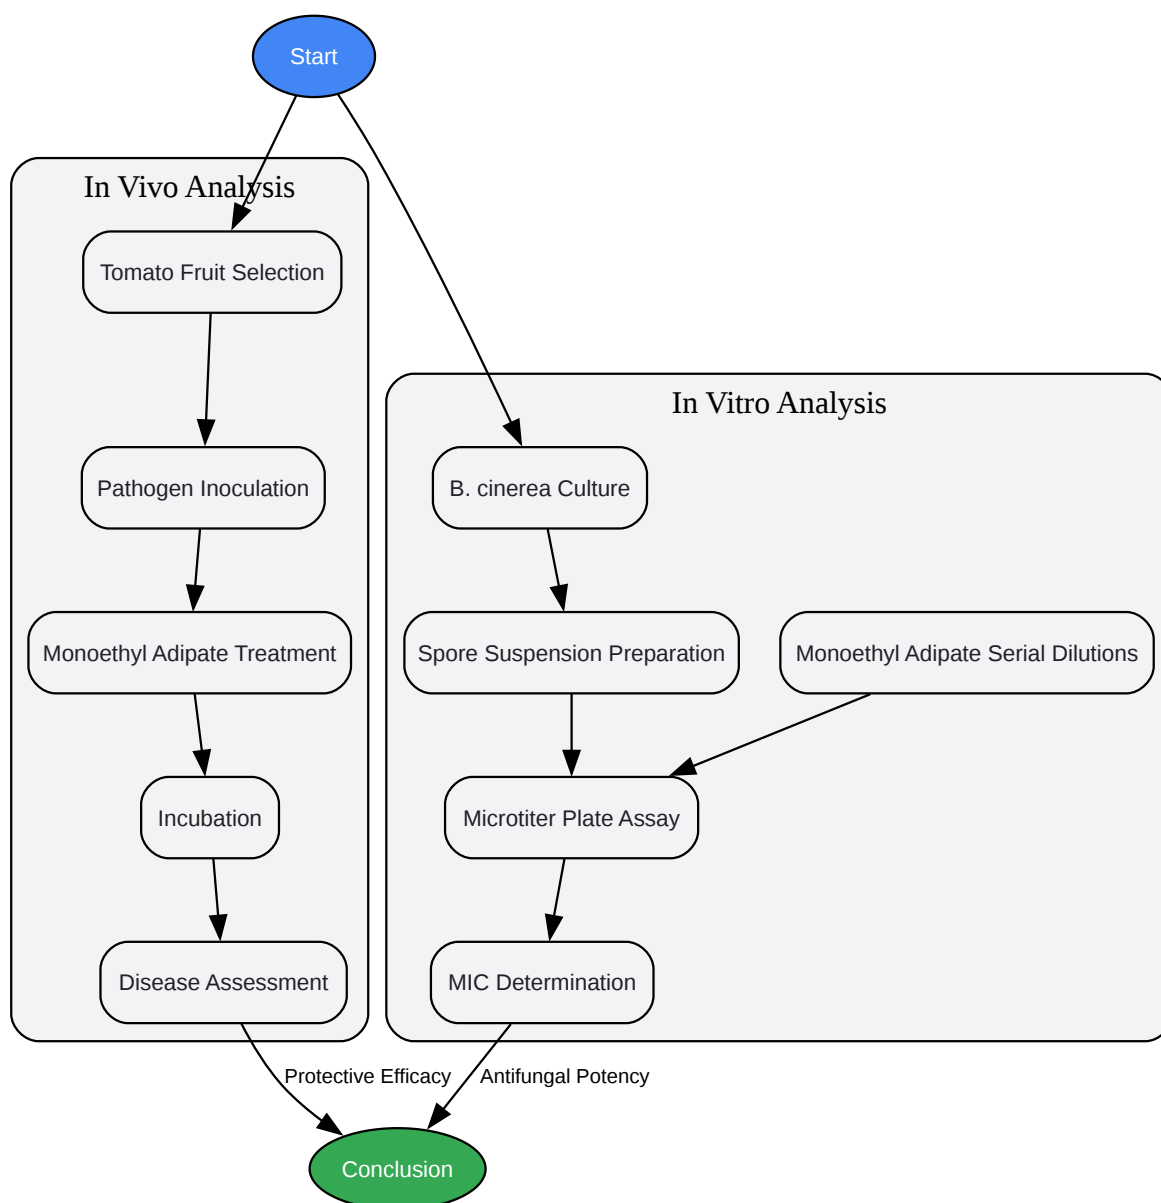 Start
In Vivo Analysis
Tomato Fruit Selection
Pathogen Inoculation
Monoethyl Adipate Treatment
Incubation
Disease Assessment
In Vitro Analysis
B. cinerea Culture
Spore Suspension Preparation
Monoethyl Adipate Serial Dilutions
Microtiter Plate Assay
MIC Determination
Protective Efficacy
Antifungal Potency
Conclusion